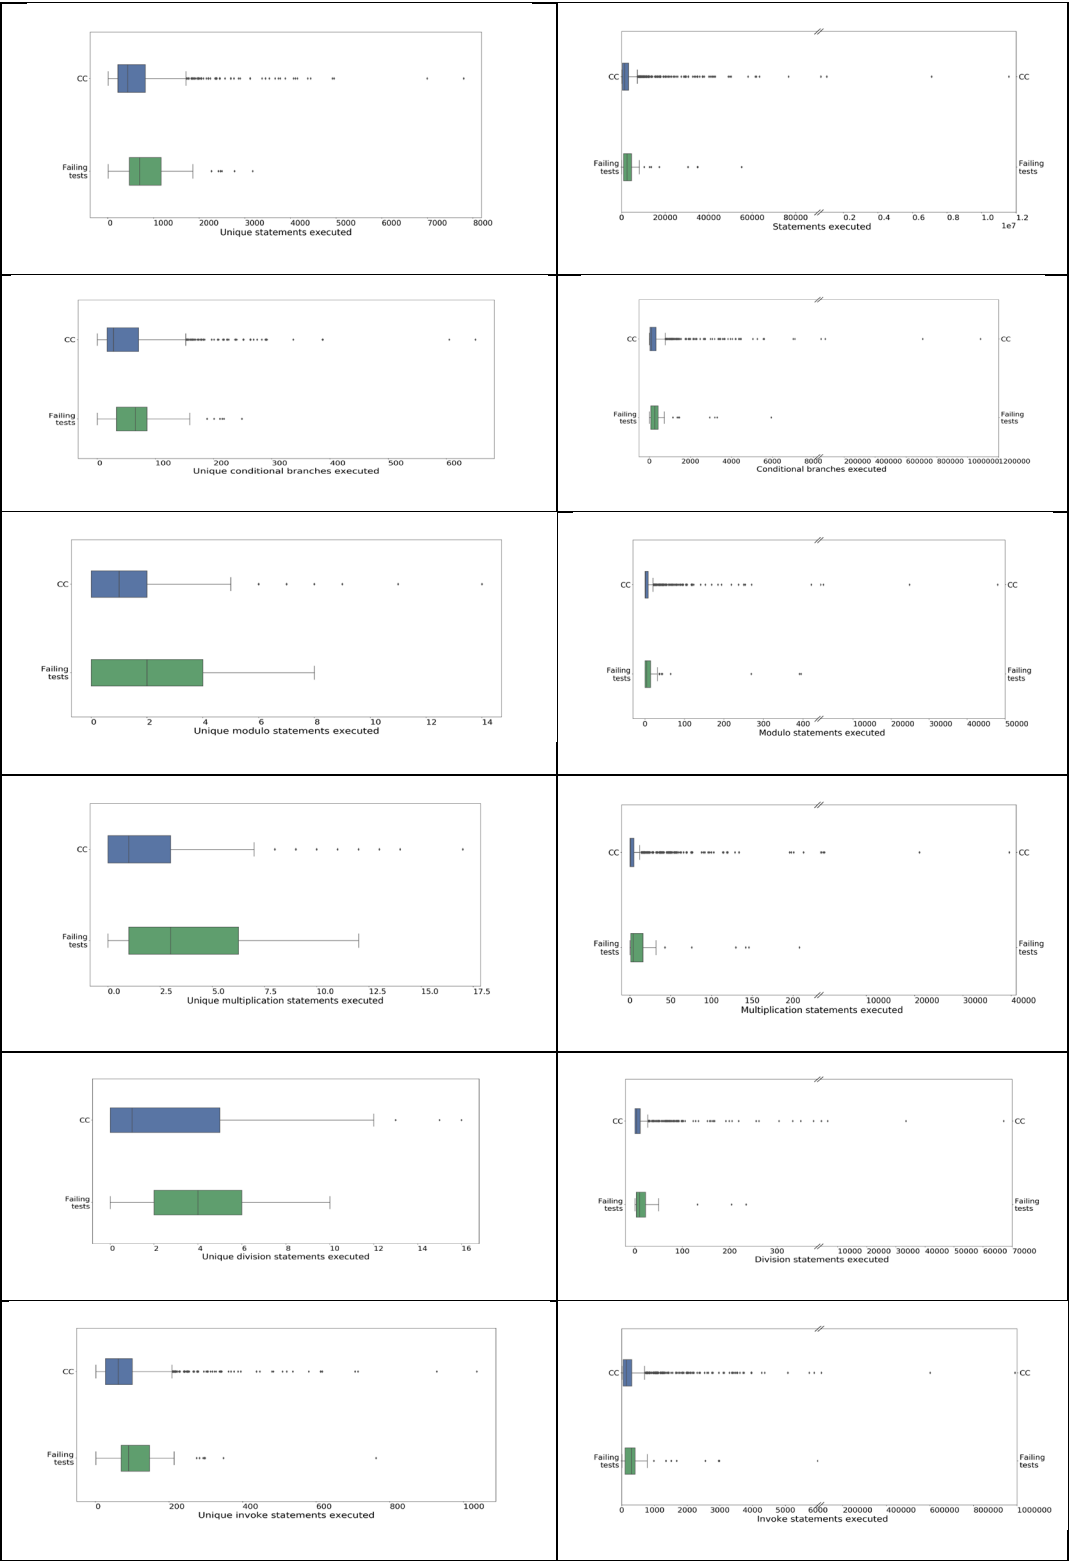 CC
Failing
tests
0 1000 2000 3000 4000 5000 6000 7000 8000
Unique statements executed
CC CC
Failing Failing
tests tests
0 20000 40000 60000 80000 0.2 0.4 0.6 0.8 1.0 1.2
Statements executed 1e7
CC
Failing
tests
0 100 200 300 400 500 600
Unique conditional branches executed
CC CC
Failing Failing
tests tests
0 2000 4000 6000 8000 200000 400000 600000 800000 1000000 1200000
Conditional branches executed
CC
Failing
tests
0 2 4 6 8 10 12 14
Unique modulo statements executed
CC CC
Failing Failing
tests tests
0 100 200 300 400 10000 20000 30000 40000 50000
Modulo statements executed
CC
Failing
tests
0.0 2.5 5.0 7.5 10.0 12.5 15.0 17.5
Unique multiplication statements executed
CC CC
Failing Failing
tests tests
0 50 100 150 200 10000 20000 30000 40000
Multiplication statements executed
CC
Failing
tests
0 2 4 6 8 10 12 14 16
Unique division statements executed
CC CC
Failing Failing
tests tests
0 100 200 300 10000 20000 30000 40000 50000 60000 70000
Division statements executed
CC
Failing
tests
0 200 400 600 800 1000
Unique invoke statements executed
CC CC
Failing Failing
tests tests
0 1000 2000 3000 4000 5000 6000 200000 400000 600000 800000 1000000
Invoke statements executed